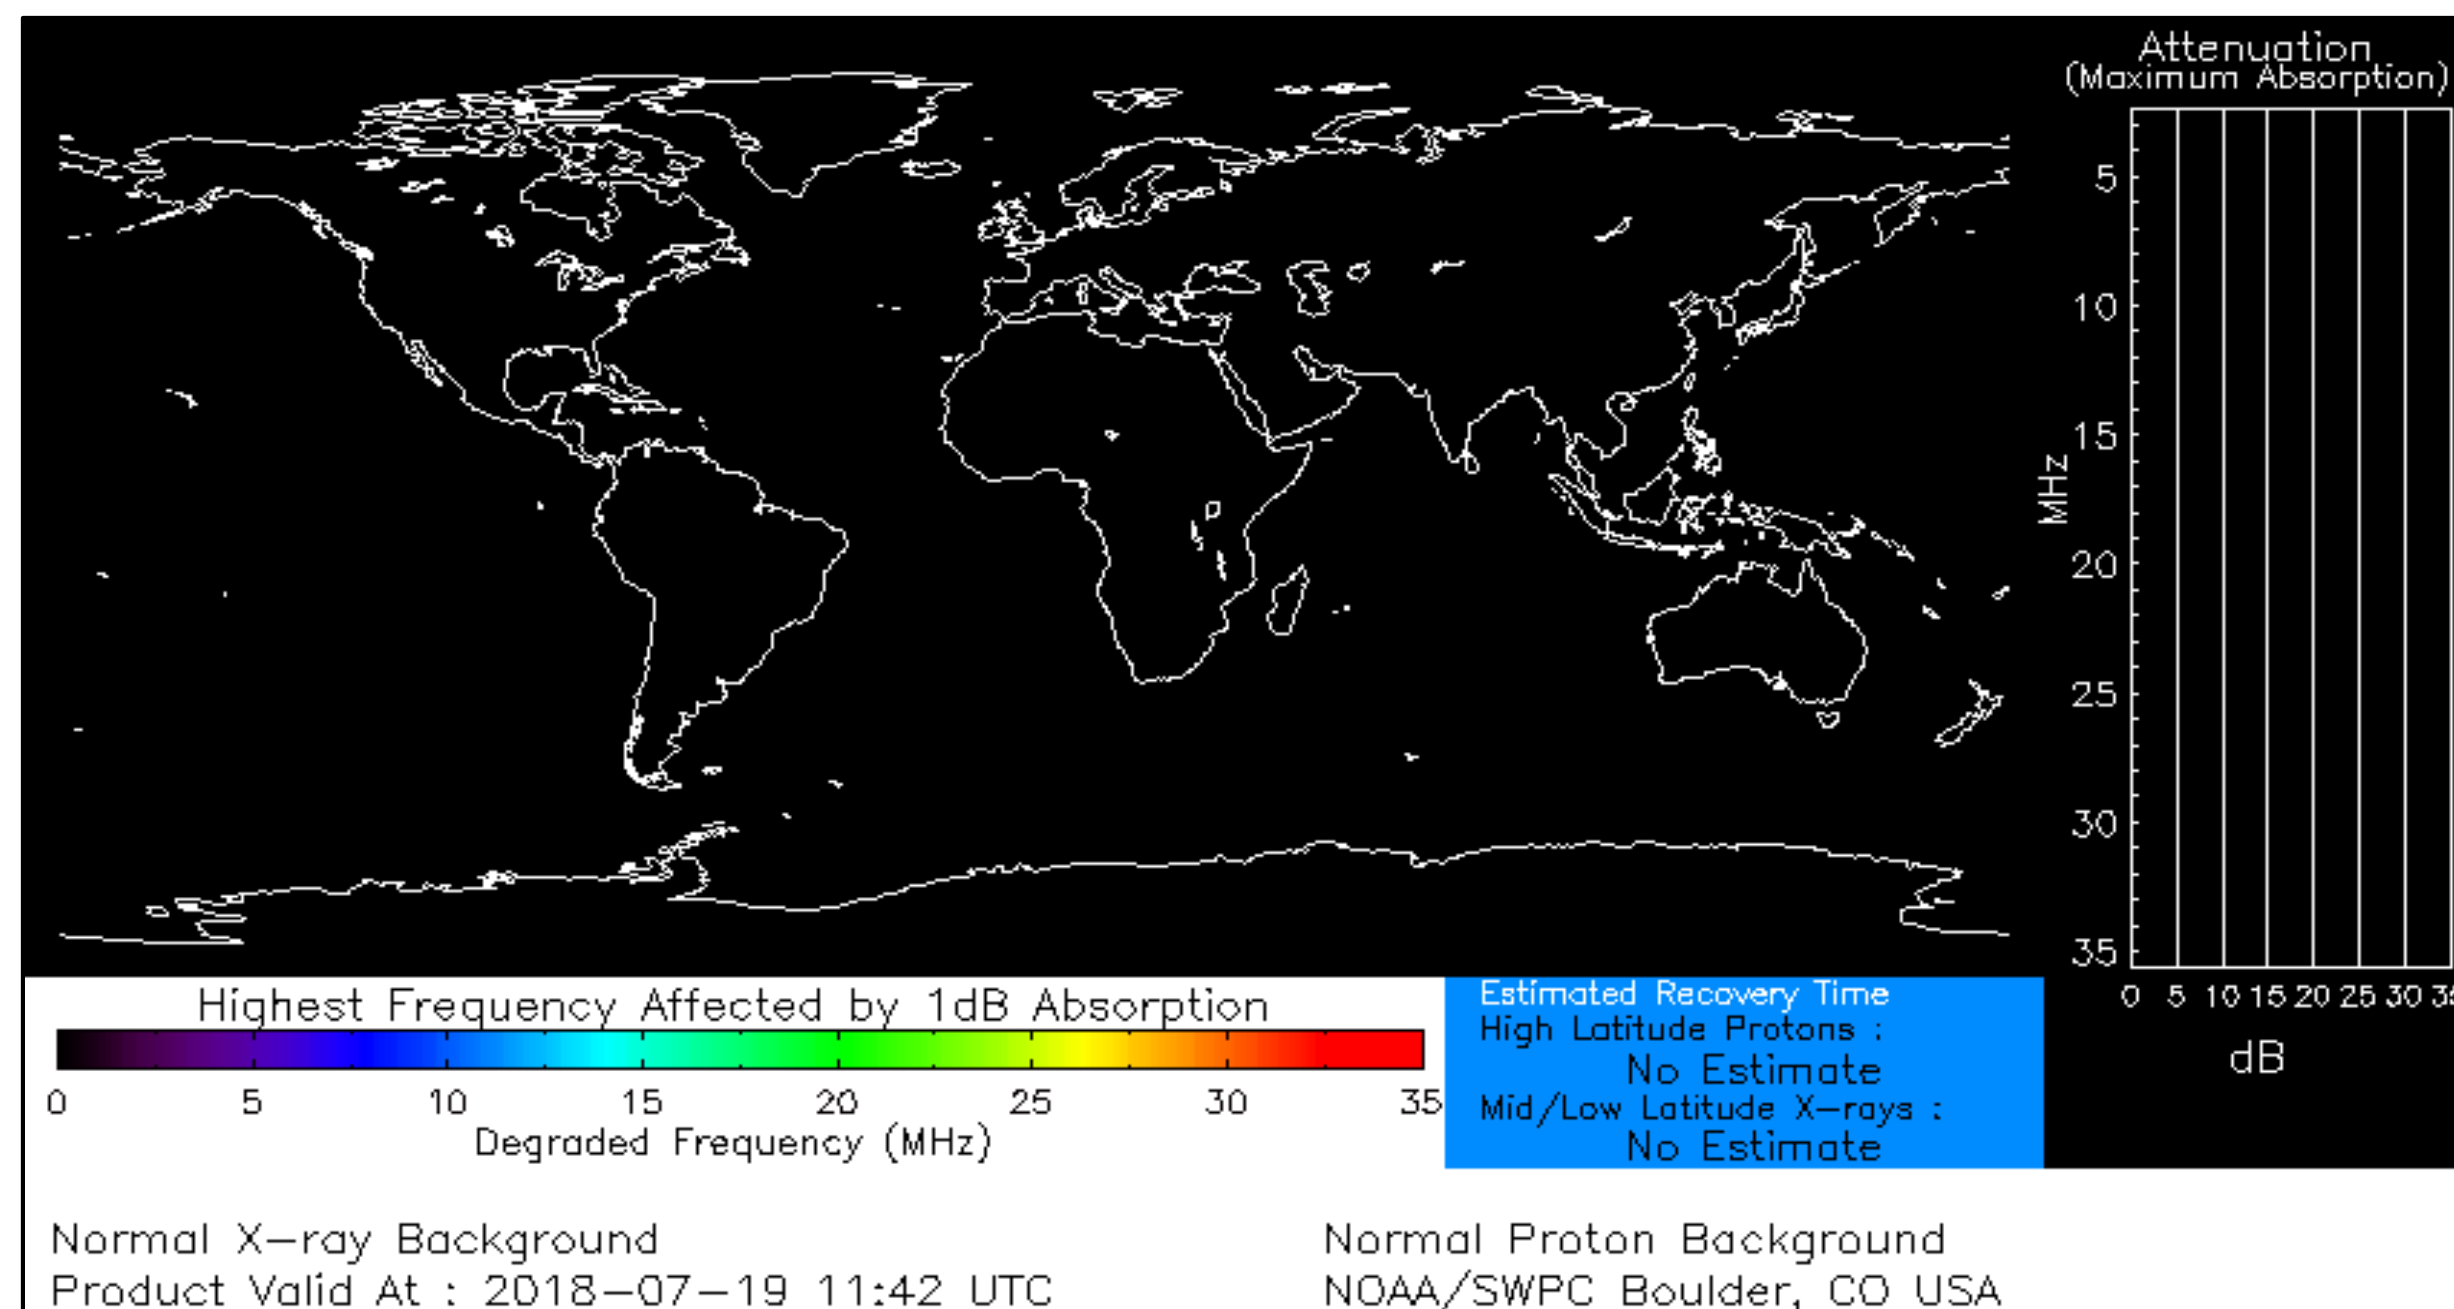 Attenuation
(Maximum Absorption)
5
10
15
20
25
30
35
MHz
0 5 10 15 20 25 30
dB
Highest Frequency Affected by 1dB Absorption
0 5 10 15 20 25 30 35
Degraded Frequency (MHz)
Estimated Recovery Time
High Latitude Protons :
No Estimate
Mid/Low Latitude X-rays :
No Estimate
Normal X-ray Background
Normal Proton Background
Product Valid At : 2018-07-19 11:42 UTC
NOAA/SWPC Boulder, CO USA